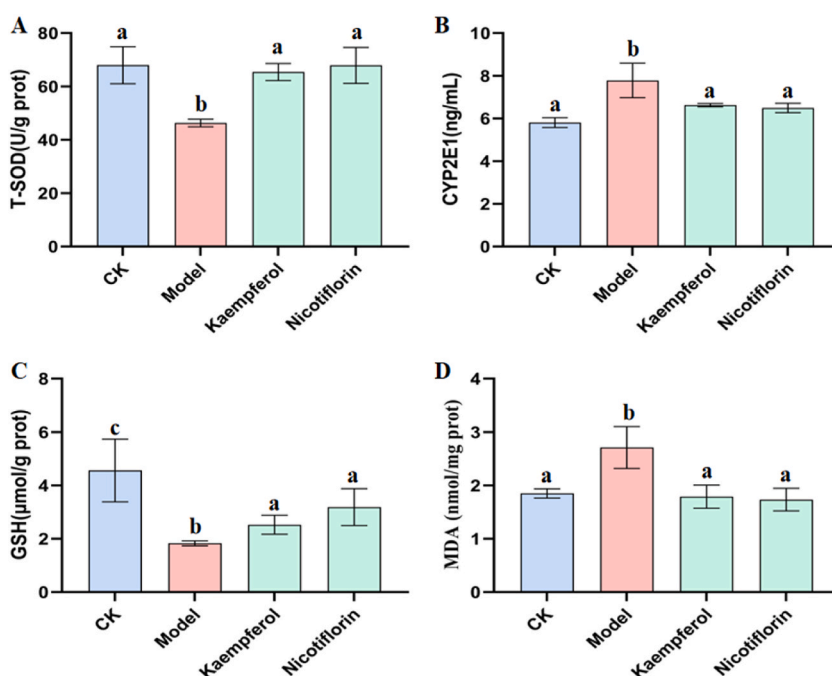 A
T-SOD(U/g prot)
80
60
40
20
0
a
b
a
a
CK
Model
Kaempferol
Nicotiflorin
B
CYP2E1(ng/mL)
10
8
6
4
2
0
a
b
a
a
CK
Model
Kaempferol
Nicotiflorin
C
GSH(μmol/g prot)
8
6
4
2
0
c
b
a
a
CK
Model
Kaempferol
Nicotiflorin
D
MDA (nmol/mg prot)
4
3
2
1
0
a
b
a
a
CK
Model
Kaempferol
Nicotiflorin